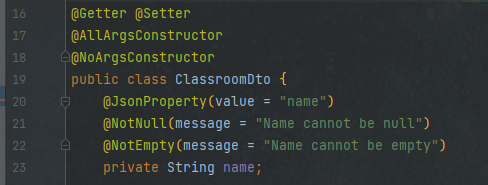 16 @Getter @Setter
17 @AllArgsConstructor
18 @NoArgsConstructor
19 public class ClassroomDto {
20 @JsonProperty(value = "name")
21 @NotNull(message = "Name cannot be null")
22 @NotEmpty(message = "Name cannot be empty")
23 private String name;